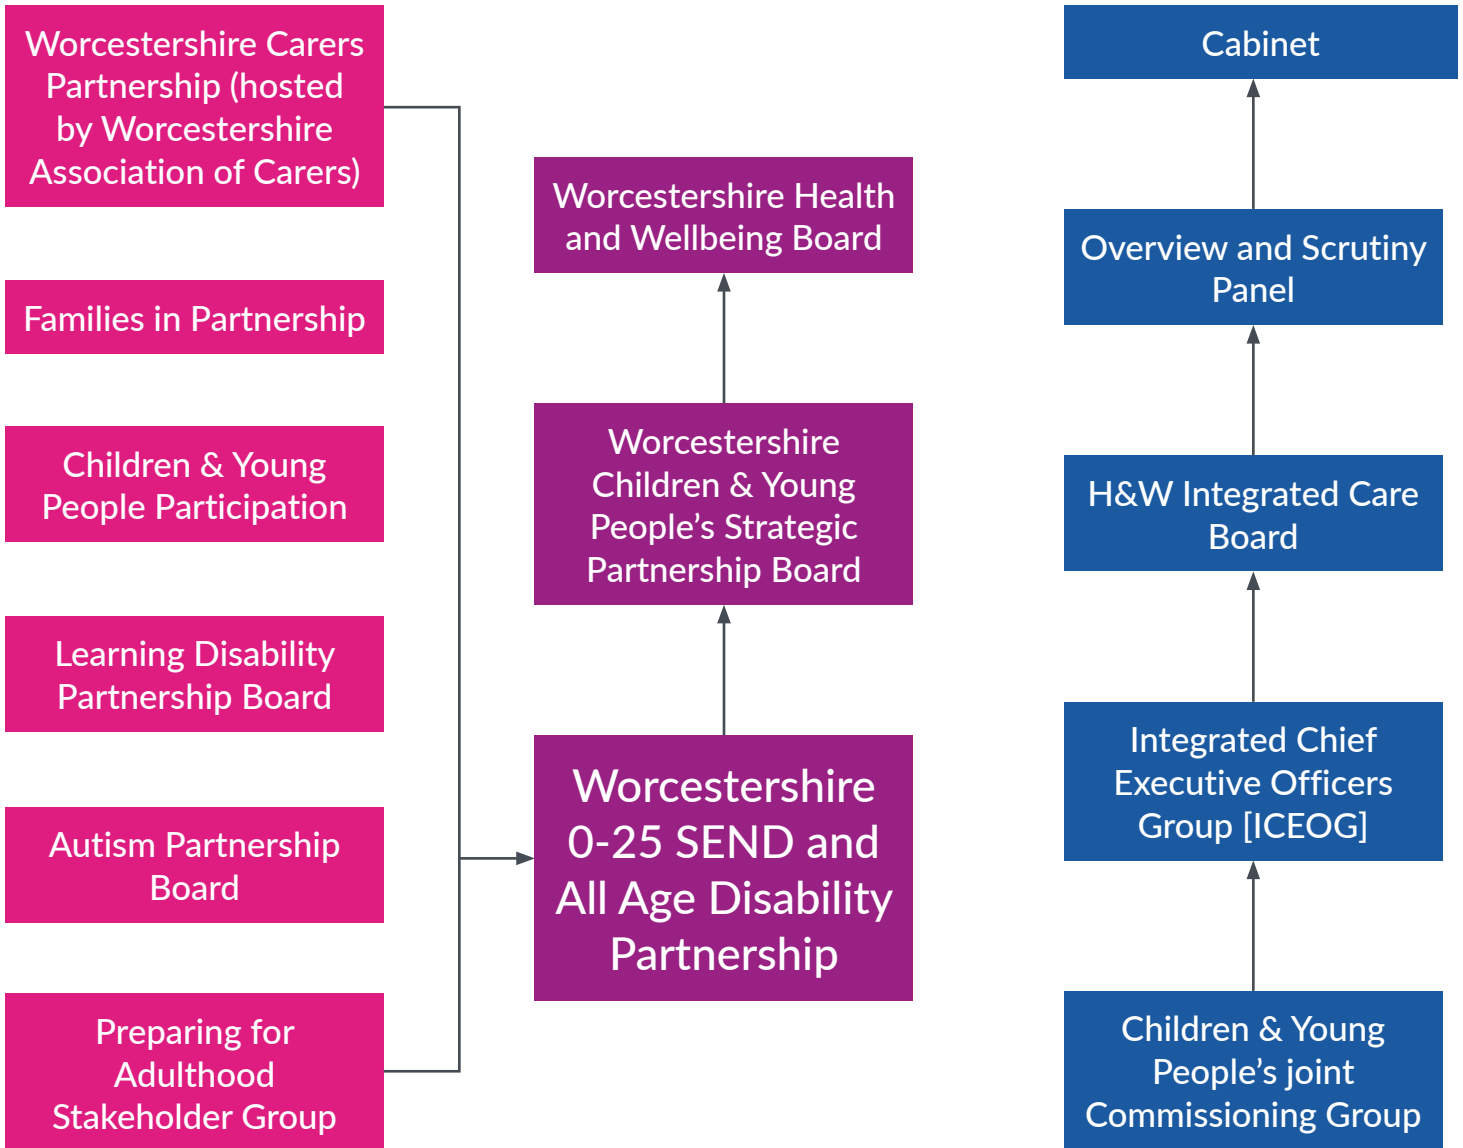 Worcestershire Carers
Partnership (hosted
by Worcestershire
Association of Carers)
Families in Partnership
Children & Young
People Participation
Learning Disability
Partnership Board
Autism Partnership
Board
Preparing for
Adulthood
Stakeholder Group
Worcestershire Health
and Wellbeing Board
Worcestershire
Children & Young
People’s Strategic
Partnership Board
Worcestershire
0-25 SEND and
All Age Disability
Partnership
Cabinet
Overview and Scrutiny
Panel
H&W Integrated Care
Board
Integrated Chief
Executive Officers
Group [ICEOG]
Children & Young
People’s joint
Commissioning Group